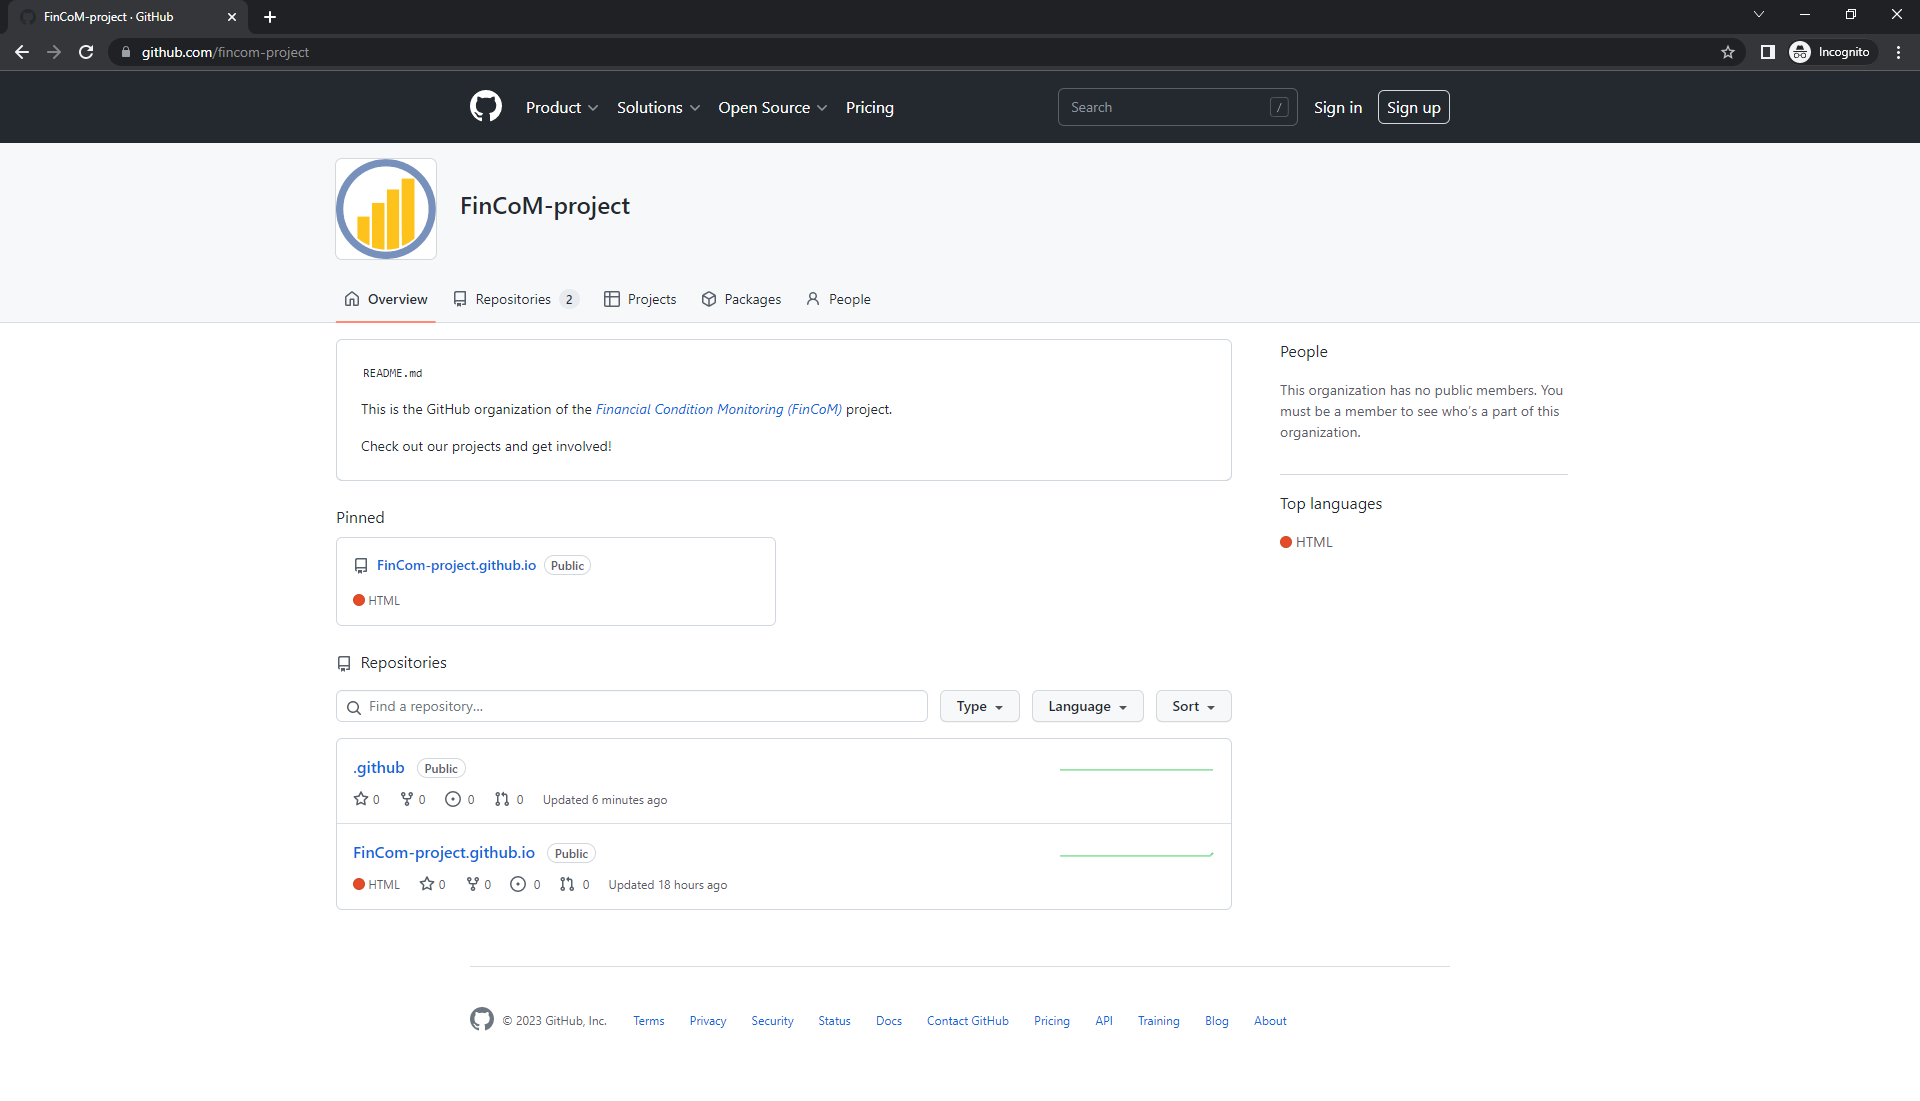 FinCoM-project · GitHub
github.com/fincom-project
Incognito
Product
Solutions
Open Source
Pricing
Search /
Sign in
Sign up
FinCoM-project
Overview
Repositories 2
Projects
Packages
People
README.md
This is the GitHub organization of the Financial Condition Monitoring (FinCoM) project.
Check out our projects and get involved!
People
This organization has no public members. You
must be a member to see who's a part of this
organization.
Top languages
HTML
Pinned
FinCom-project.github.io Public
HTML
Repositories
Find a repository...
Type
Language
Sort
.github Public
0 0 0 0 Updated 6 minutes ago
FinCom-project.github.io Public
HTML 0 0 0 0 Updated 18 hours ago
© 2023 GitHub, Inc.
Terms
Privacy
Security
Status
Docs
Contact GitHub
Pricing
API
Training
Blog
About